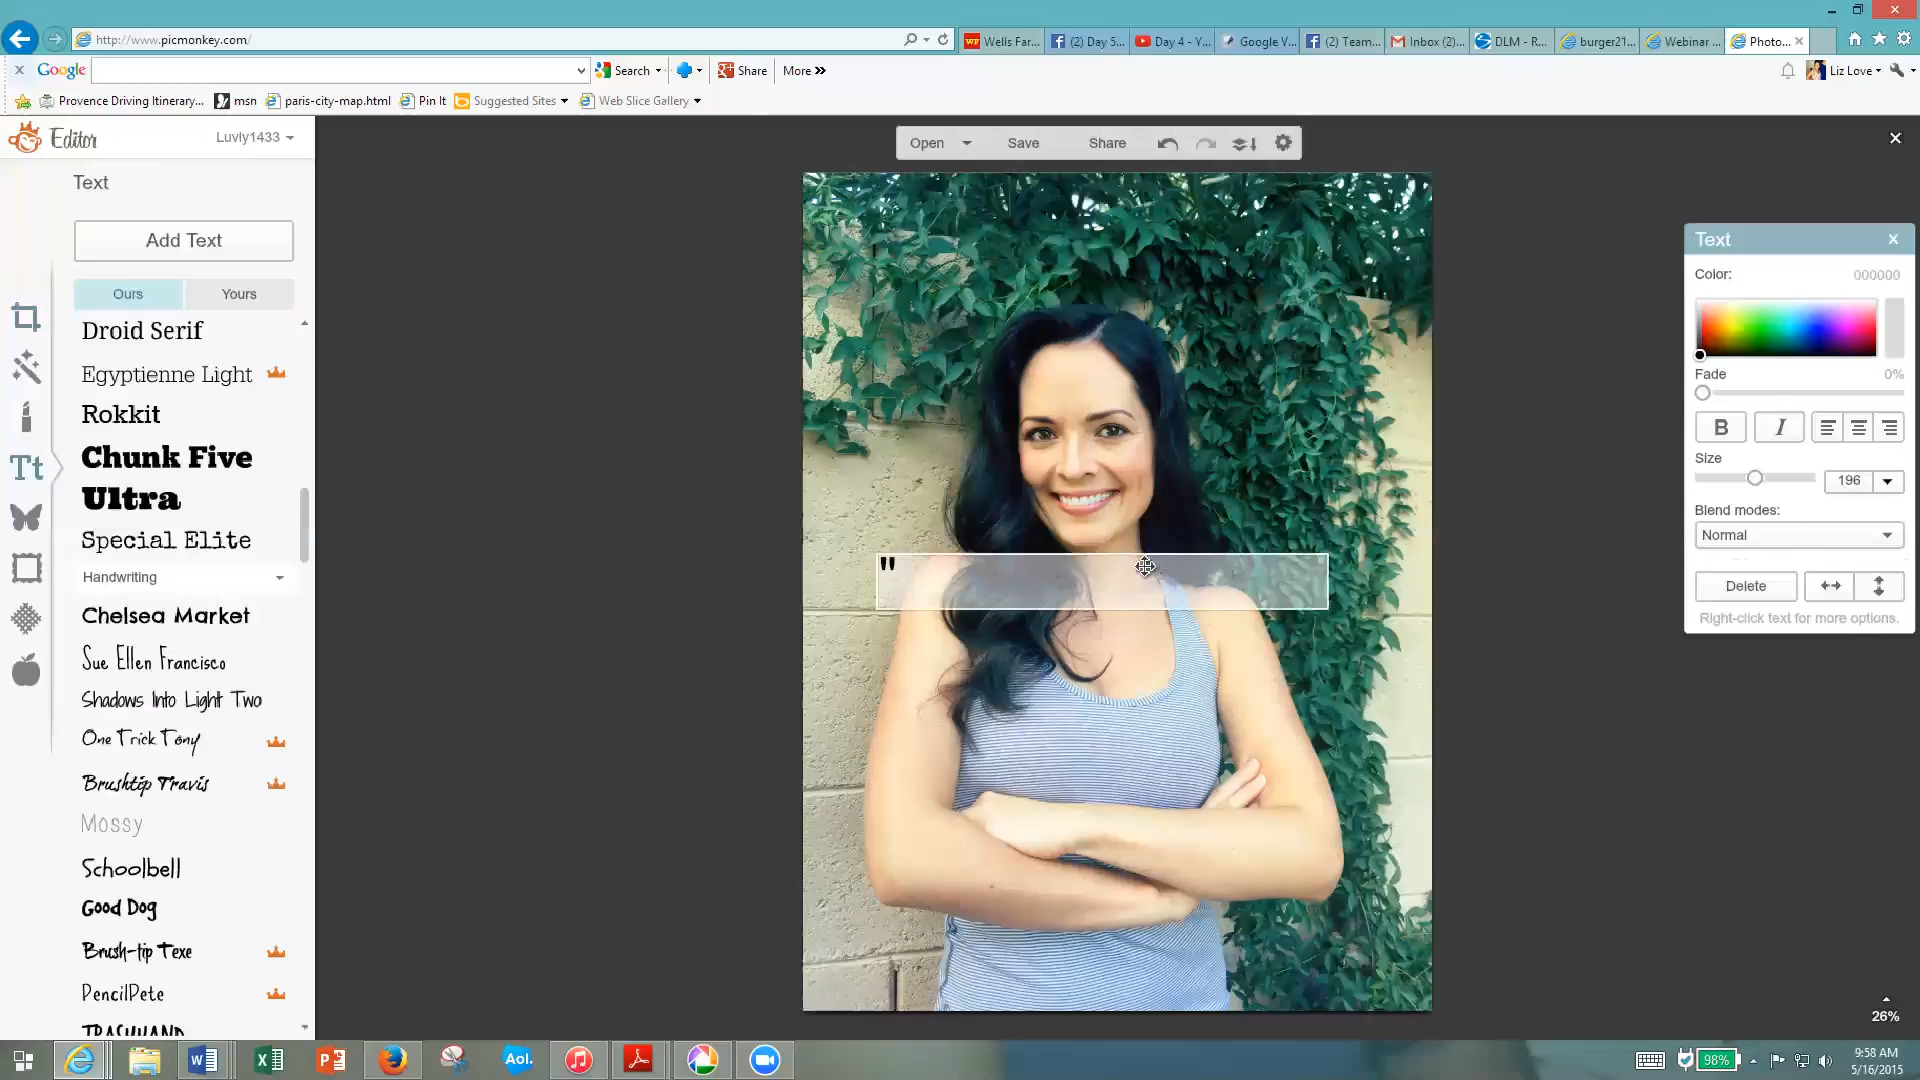 http://www.picmonkey.com/
Wells Far...
(2) Day 5...
Day 4 - Y...
Google V...
(2) Team...
Inbox (2)...
DLM - R...
burger21...
Webinar ...
Photo...
Google
Search
Share
More »
Liz Love
Provence Driving Itinerary...
msn
paris-city-map.html
Pin It
Suggested Sites
Web Slice Gallery
Editor
Luvly1433
Open
Save
Share
Text
Add Text
Ours
Yours
Droid Serif
Egyptienne Light
Rokkit
Chunk Five
Ultra
Special Elite
Handwriting
Chelsea Market
Sue Ellen Francisco
Shadows Into Light Two
One Trick Tony
Brushtip Travis
Mossy
Schoolbell
Good Dog
Brush-tip Texe
PencilPete
TRASHHAND
"
Text
Color:
000000
Fade
0%
B
I
Size
196
Blend modes:
Normal
Delete
Right-click text for more options.
26%
Tt
Aol.
98%
9:58 AM
5/16/2015